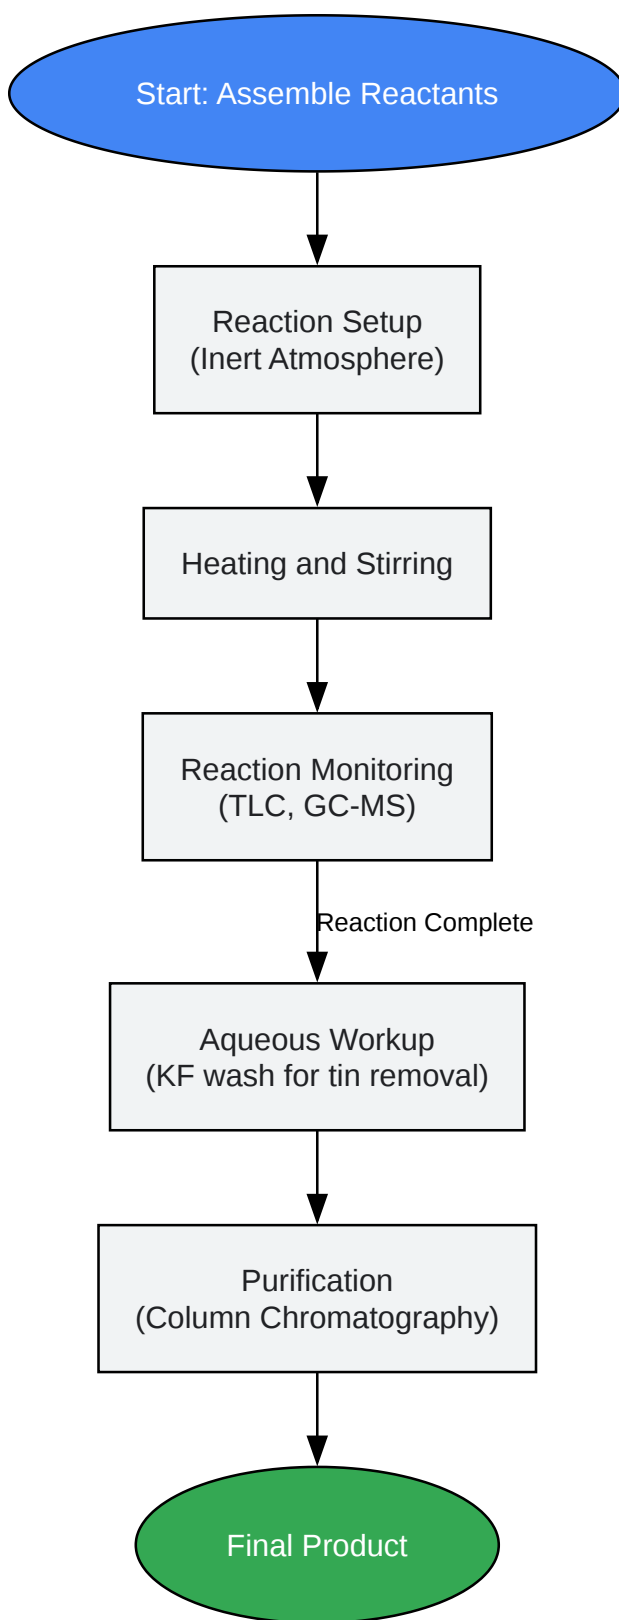 Start: Assemble Reactants
Reaction Setup
(Inert Atmosphere)
Heating and Stirring
Reaction Monitoring
(TLC, GC-MS)
Reaction Complete
Aqueous Workup
(KF wash for tin removal)
Purification
(Column Chromatography)
Final Product